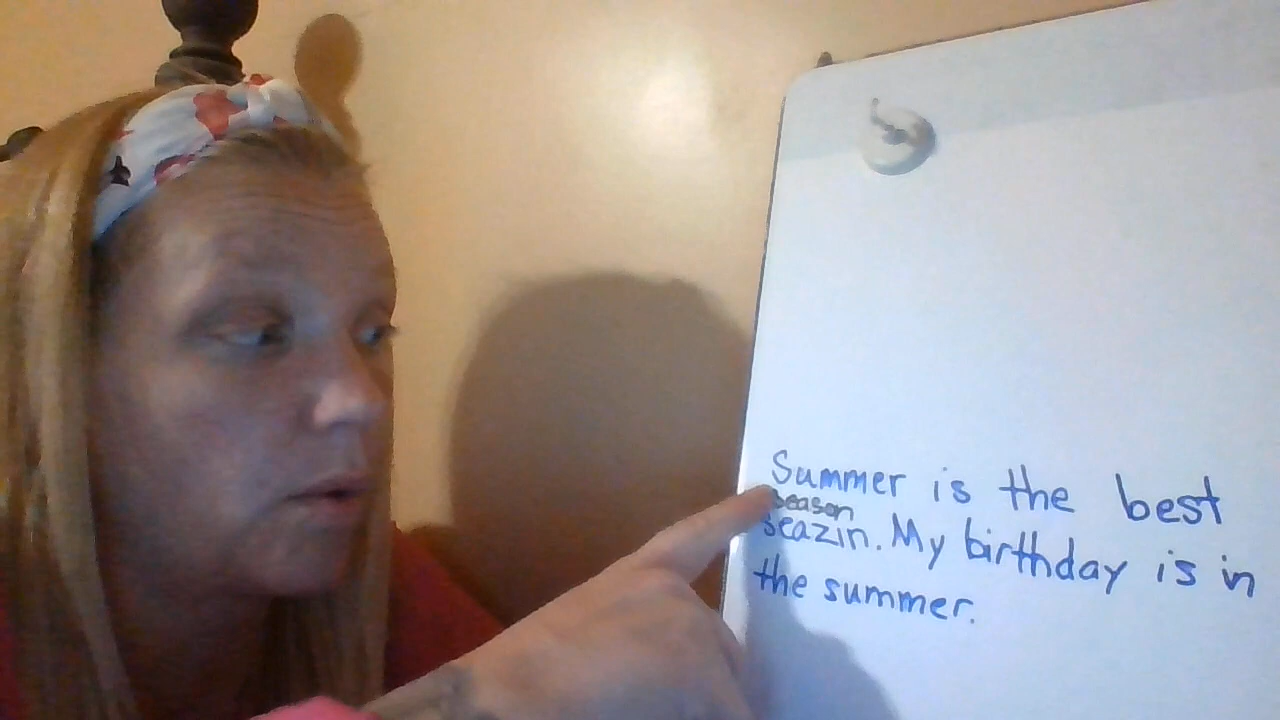 Summer is the best
season
seazin. My birthday is in
the summer.